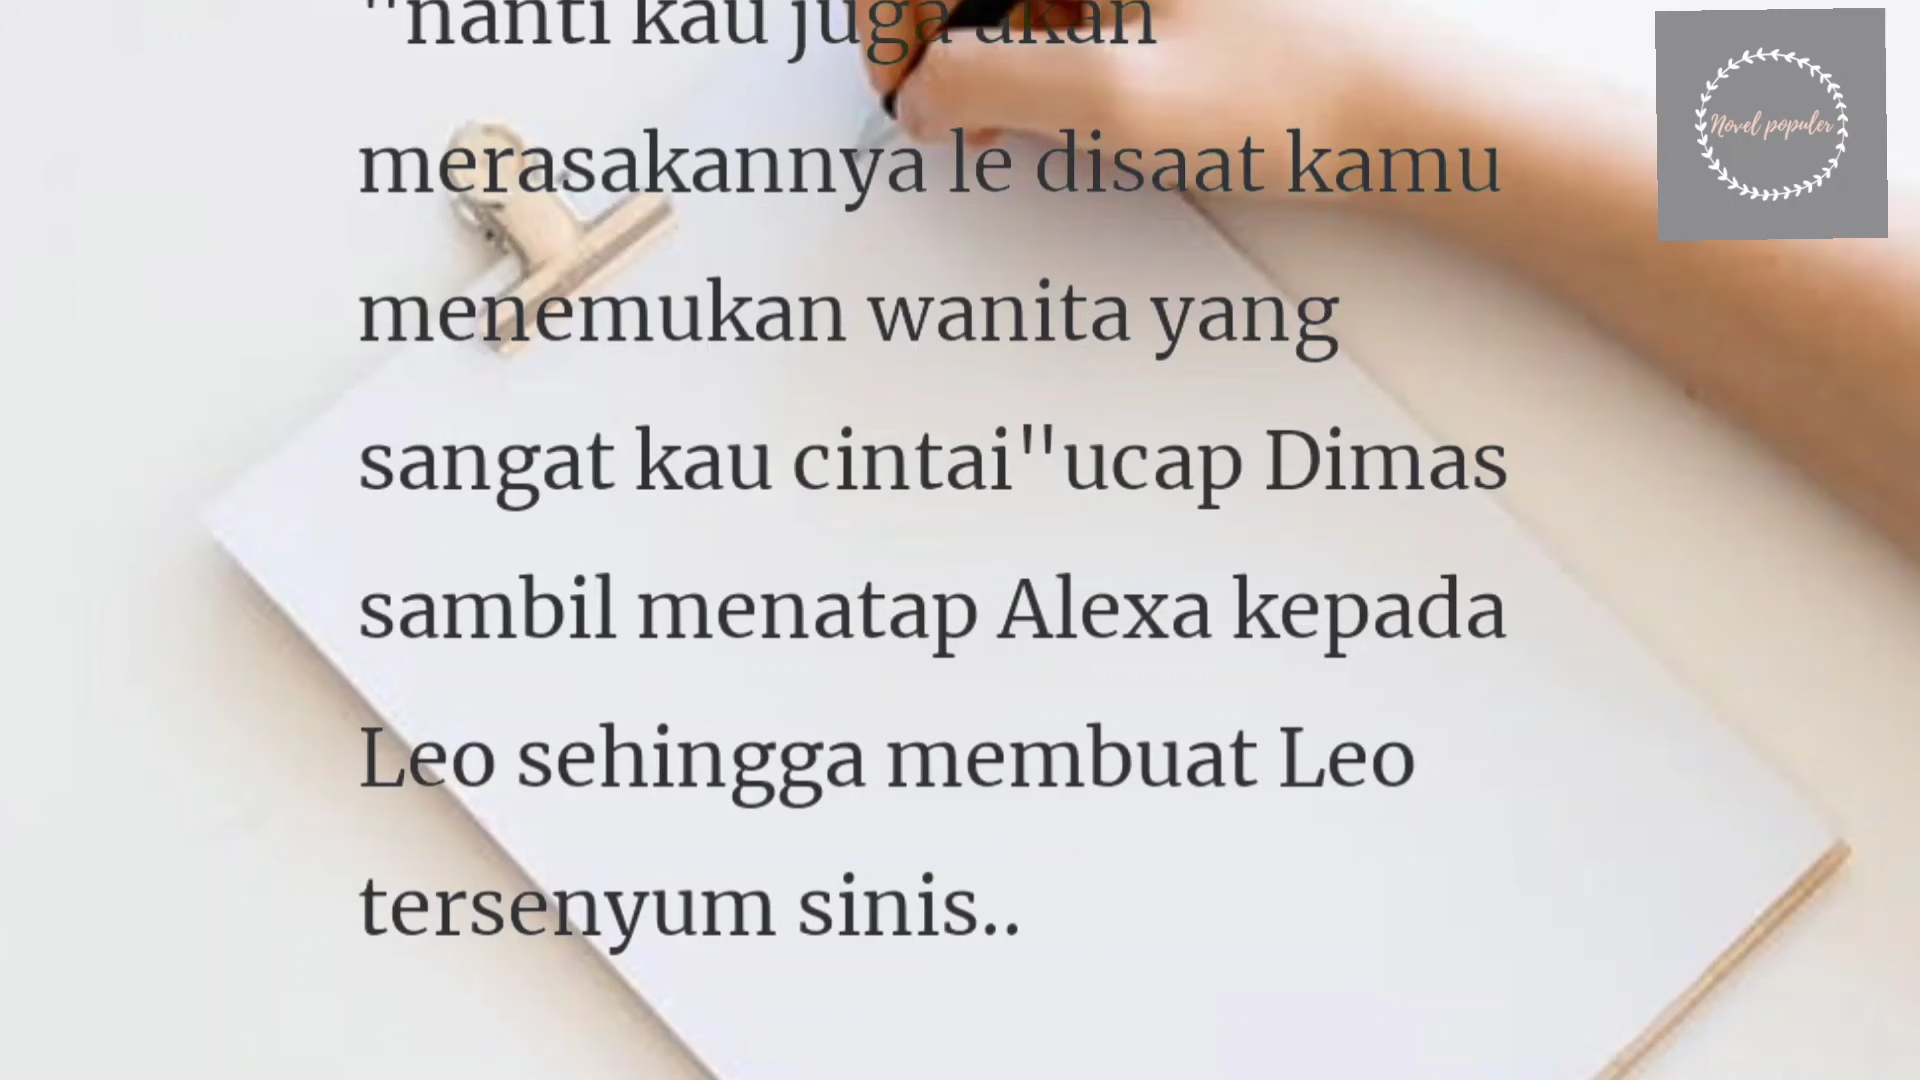 "nanti kau juga akan
merasakannya le disaat kamu
menemukan wanita yang
sangat kau cintai"ucap Dimas
sambil menatap Alexa kepada
Leo sehingga membuat Leo
tersenyum sinis..
Novel populer